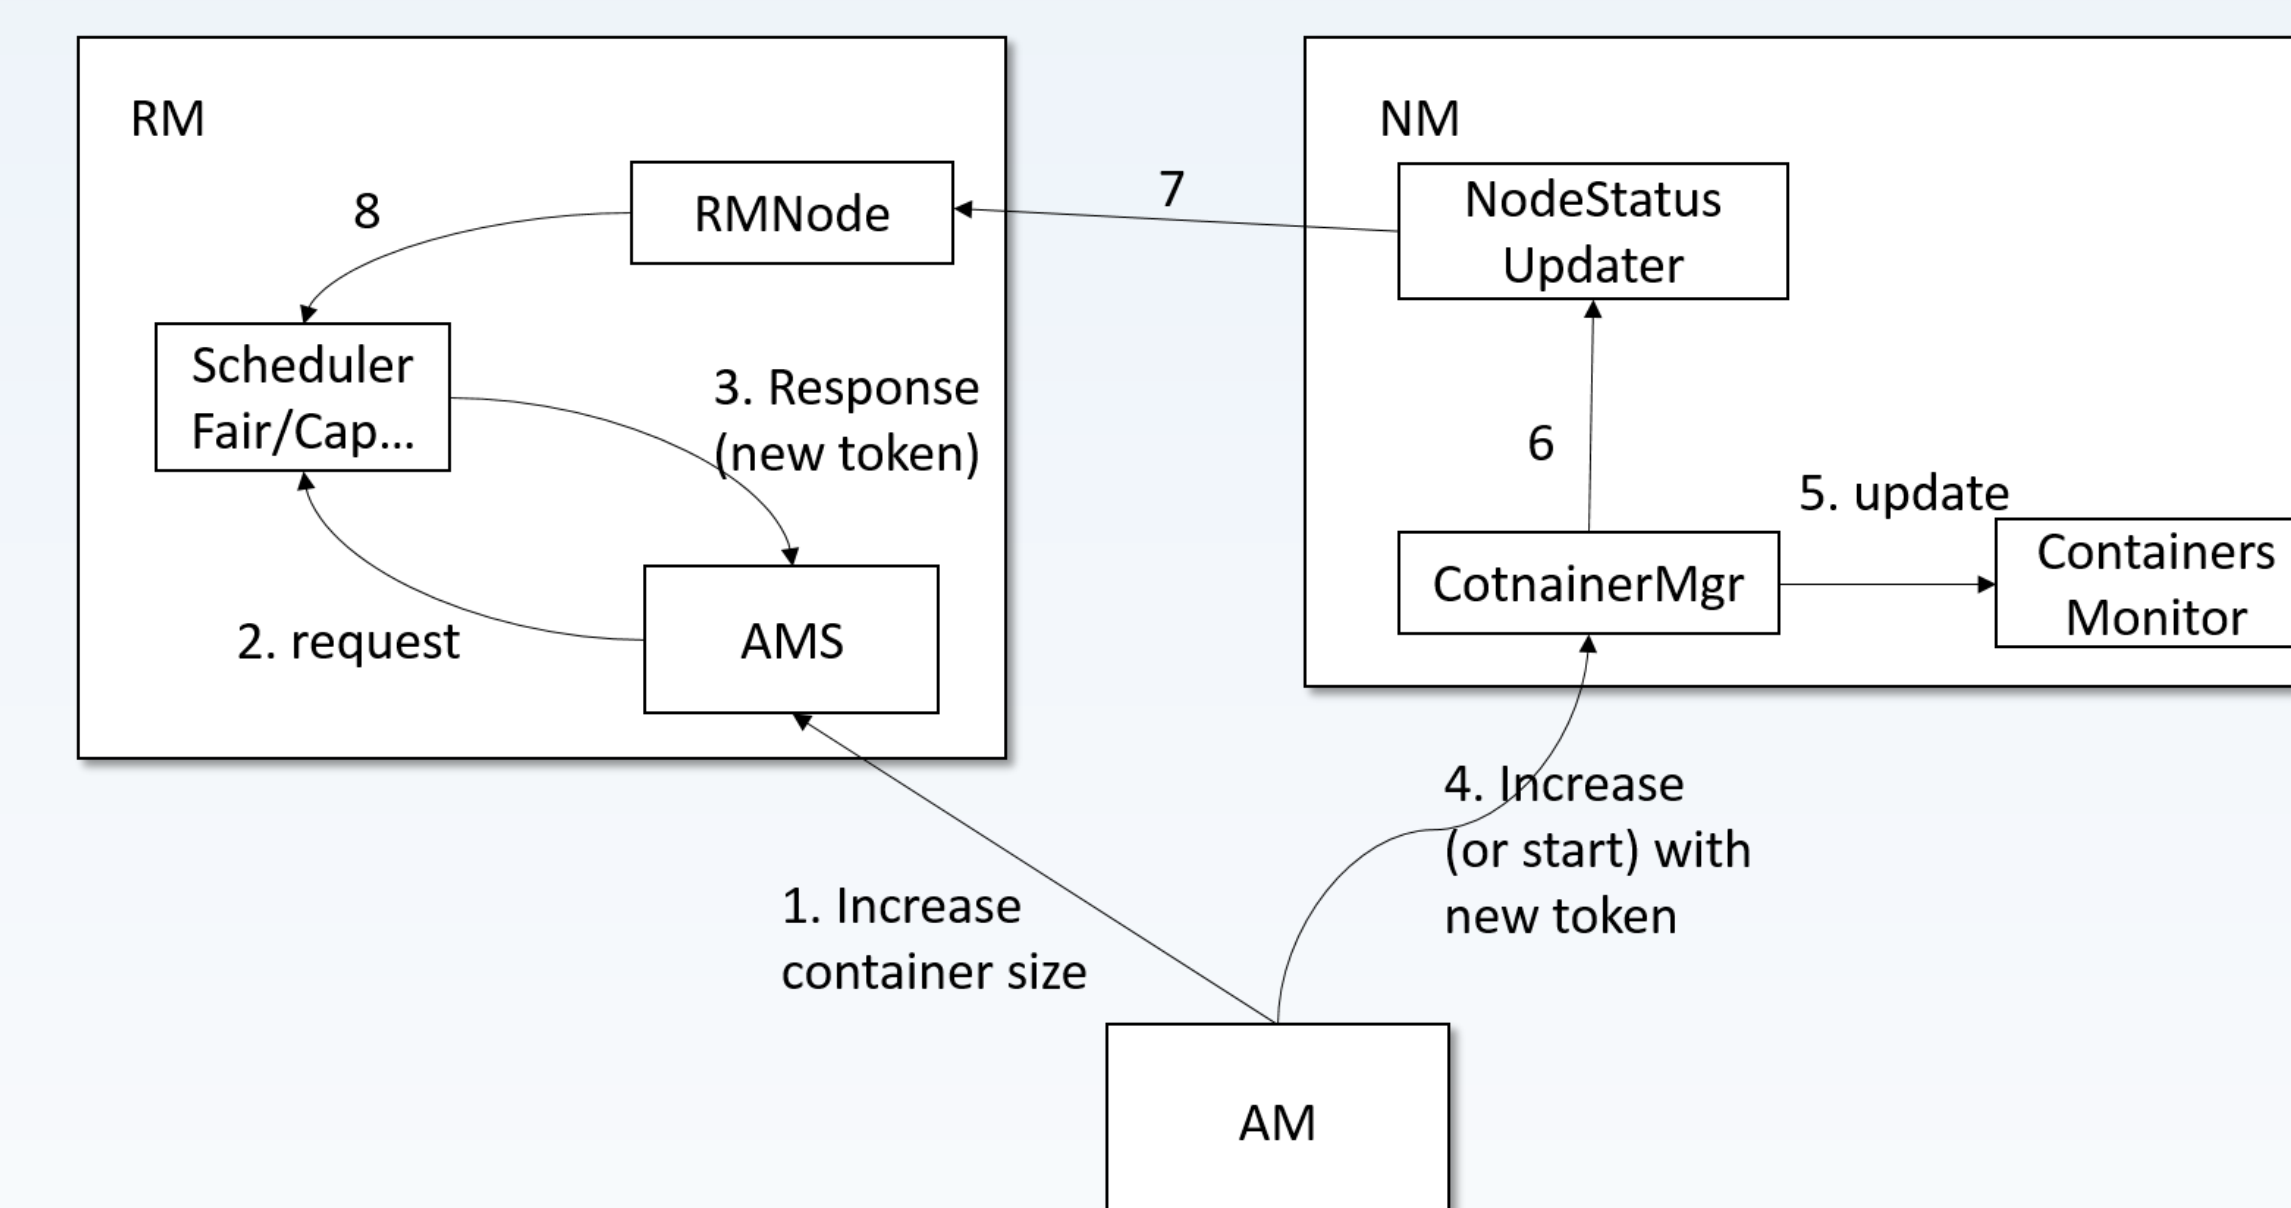 RM
8
RMNode
Scheduler
Fair/Cap...
3. Response
(new token)
2. request
AMS
7
NM
NodeStatus
Updater
6
5. update
CotnainerMgr
Containers
Monitor
1. Increase
container size
4. Increase
(or start) with
new token
AM